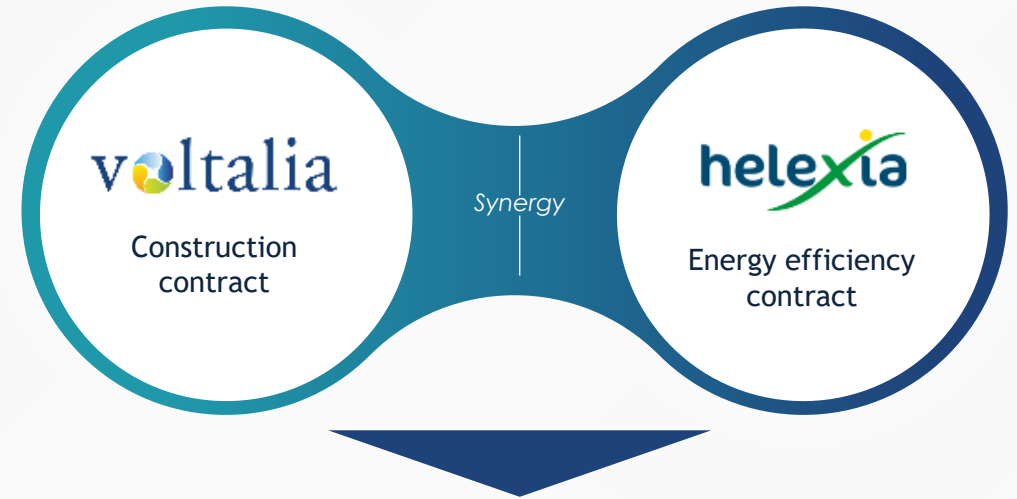 voltalia
Construction
contract
Synergy
helexia
Energy efficiency
contract